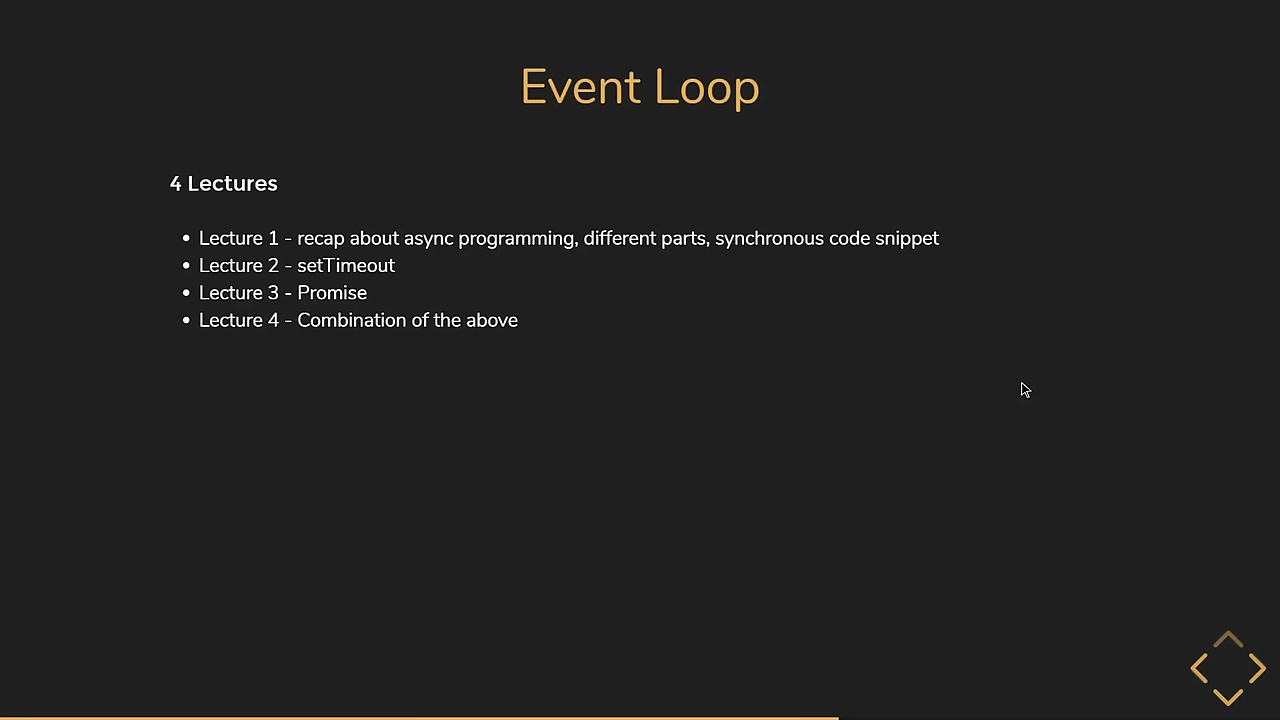 Event Loop
4 Lectures
• Lecture 1 - recap about async programming, different parts, synchronous code snippet
• Lecture 2 - setTimeout
• Lecture 3 - Promise
• Lecture 4 - Combination of the above